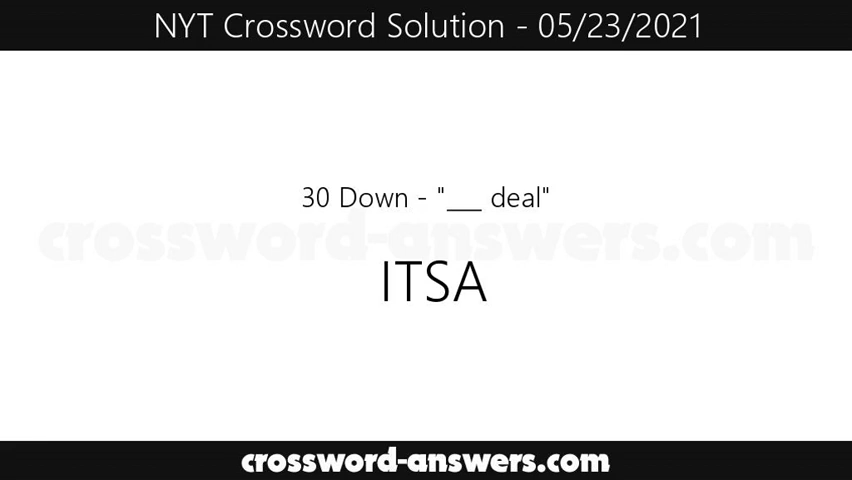 NYT Crossword Solution - 05/23/2021
30 Down - "___ deal"
crossword-answers.com
ITSA
crossword-answers.com